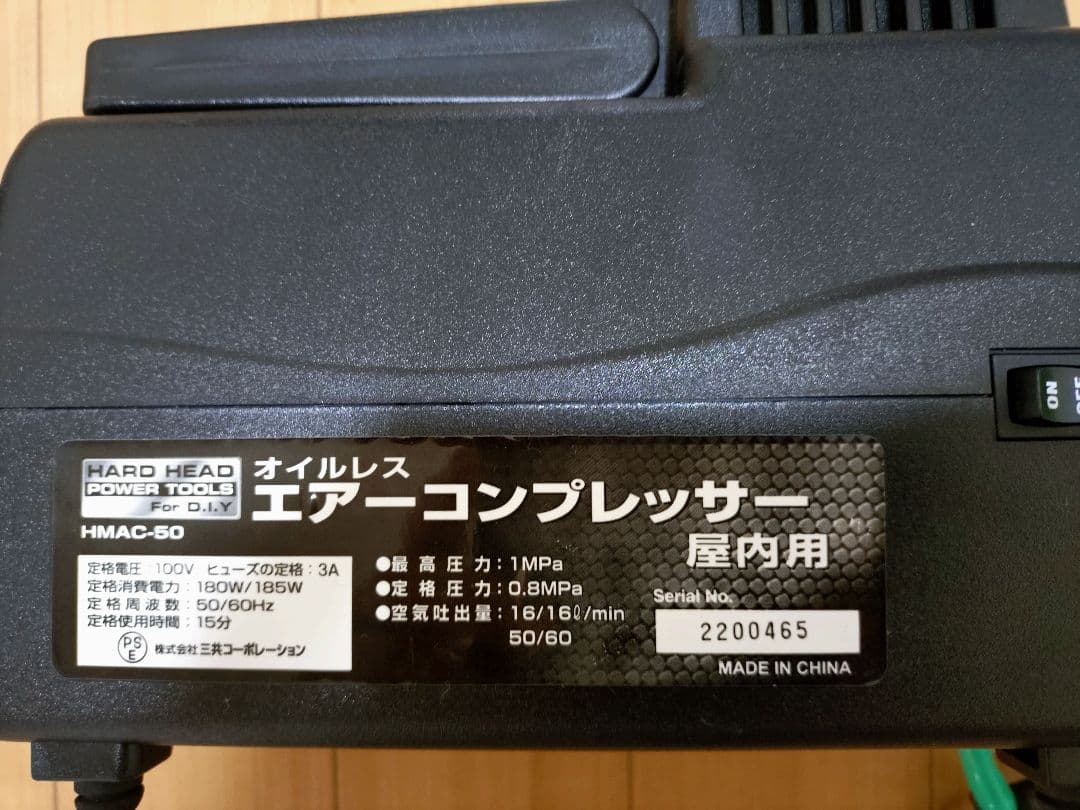 ON
OFF
HARD HEAD
POWER TOOLS
For D.I.Y
HMAC-50
オイルレス
エアーコンプレッサー
屋内用
定格電圧:100V ヒューズの定格:3A
定格消費電力:180W/185W
定格周波数:50/60Hz
定格使用時間:15分
PSE 株式会社三共コーポレーション
●最高圧力:1MPa
●定格圧力:0.8MPa
●空気吐出量:16/16ℓ/min
50/60
Serial No.
2200465
MADE IN CHINA